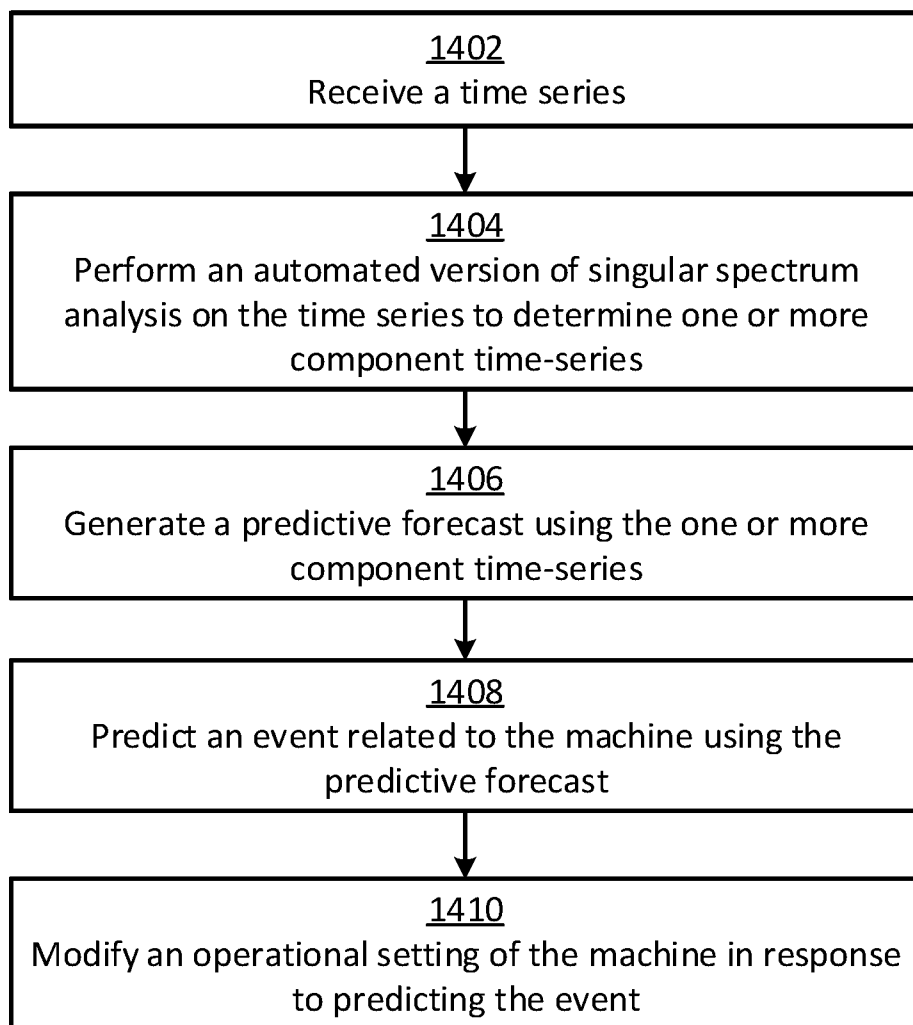 1402
Receive a time series
1404
Perform an automated version of singular spectrum
analysis on the time series to determine one or more
component time-series
1406
Generate a predictive forecast using the one or more
component time-series
1408
Predict an event related to the machine using the
predictive forecast
1410
Modify an operational setting of the machine in response
to predicting the event